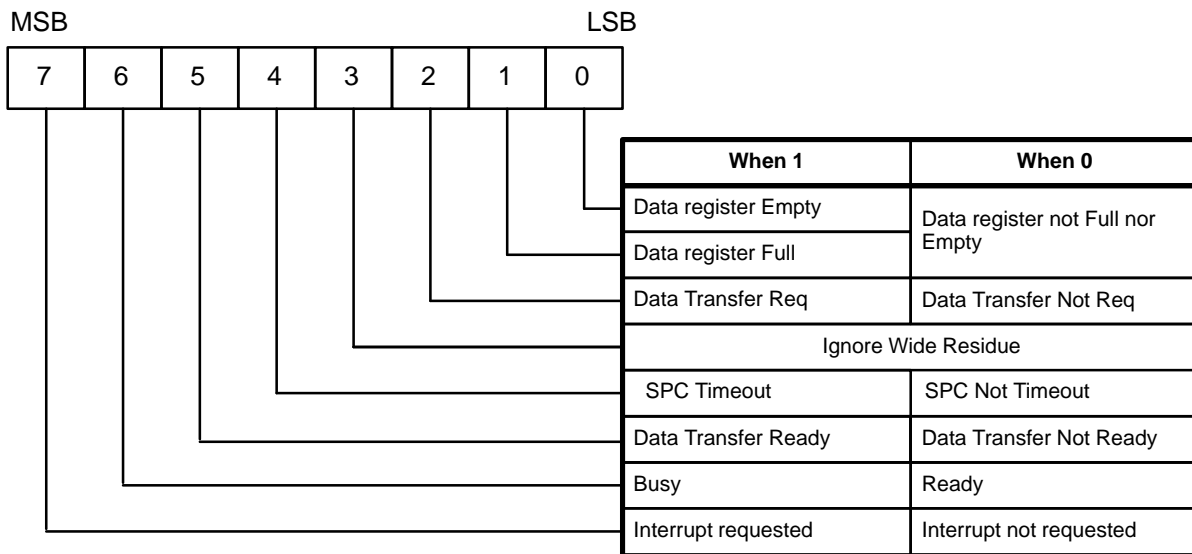 MSB LSB
7 6 5 4 3 2 1 0
When 1 When 0
Data register Empty
Data register not Full nor
Empty
Data register Full
Data Transfer Req Data Transfer Not Req
Ignore Wide Residue
SPC Timeout SPC Not Timeout
Data Transfer Ready Data Transfer Not Ready
Busy Ready
Interrupt requested Interrupt not requested